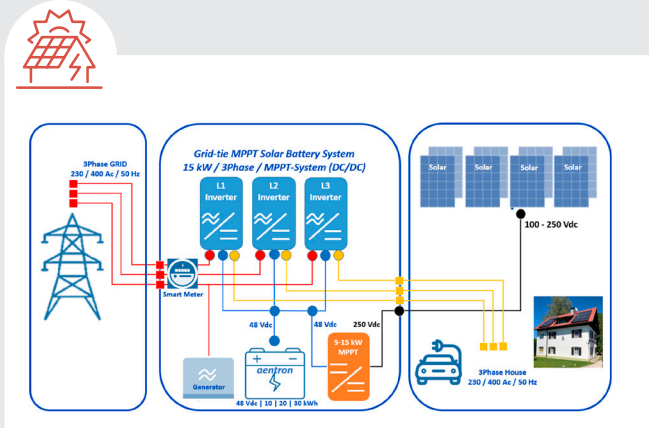 3Phase GRID
230 / 400 Ac / 50 Hz
Grid-tie MPPT Solar Battery System
15 kW / 3Phase / MPPT-System (DC/DC)
L1
Inverter
L2
Inverter
L3
Inverter
Solar
Solar
Solar
Solar
100 - 250 Vdc
Smart Meter
48 Vdc
48 Vdc
250 Vdc
Generator
aentron
48 Vdc | 10 | 20 | 30 kWh
5-15 kW
MPPT
3Phase House
230 / 400 Ac / 50 Hz